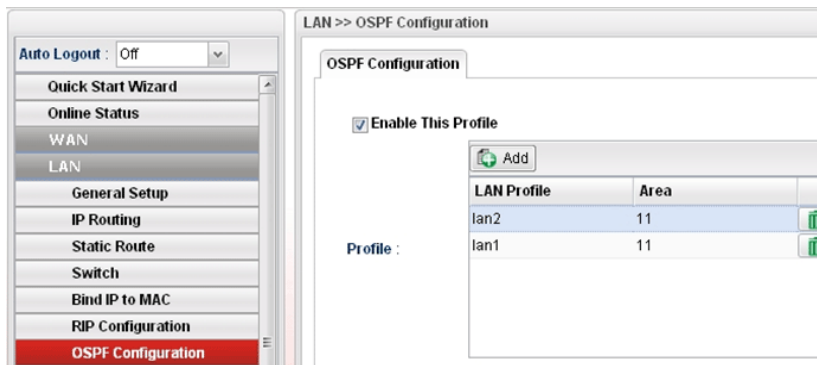 LAN >> OSPF Configuration
Auto Logout : Off
Quick Start Wizard
Online Status
WAN
LAN
General Setup
IP Routing
Static Route
Switch
Bind IP to MAC
RIP Configuration
OSPF Configuration
OSPF Configuration
Enable This Profile
Add
LAN Profile Area
lan2 11
Profile :
lan1 11